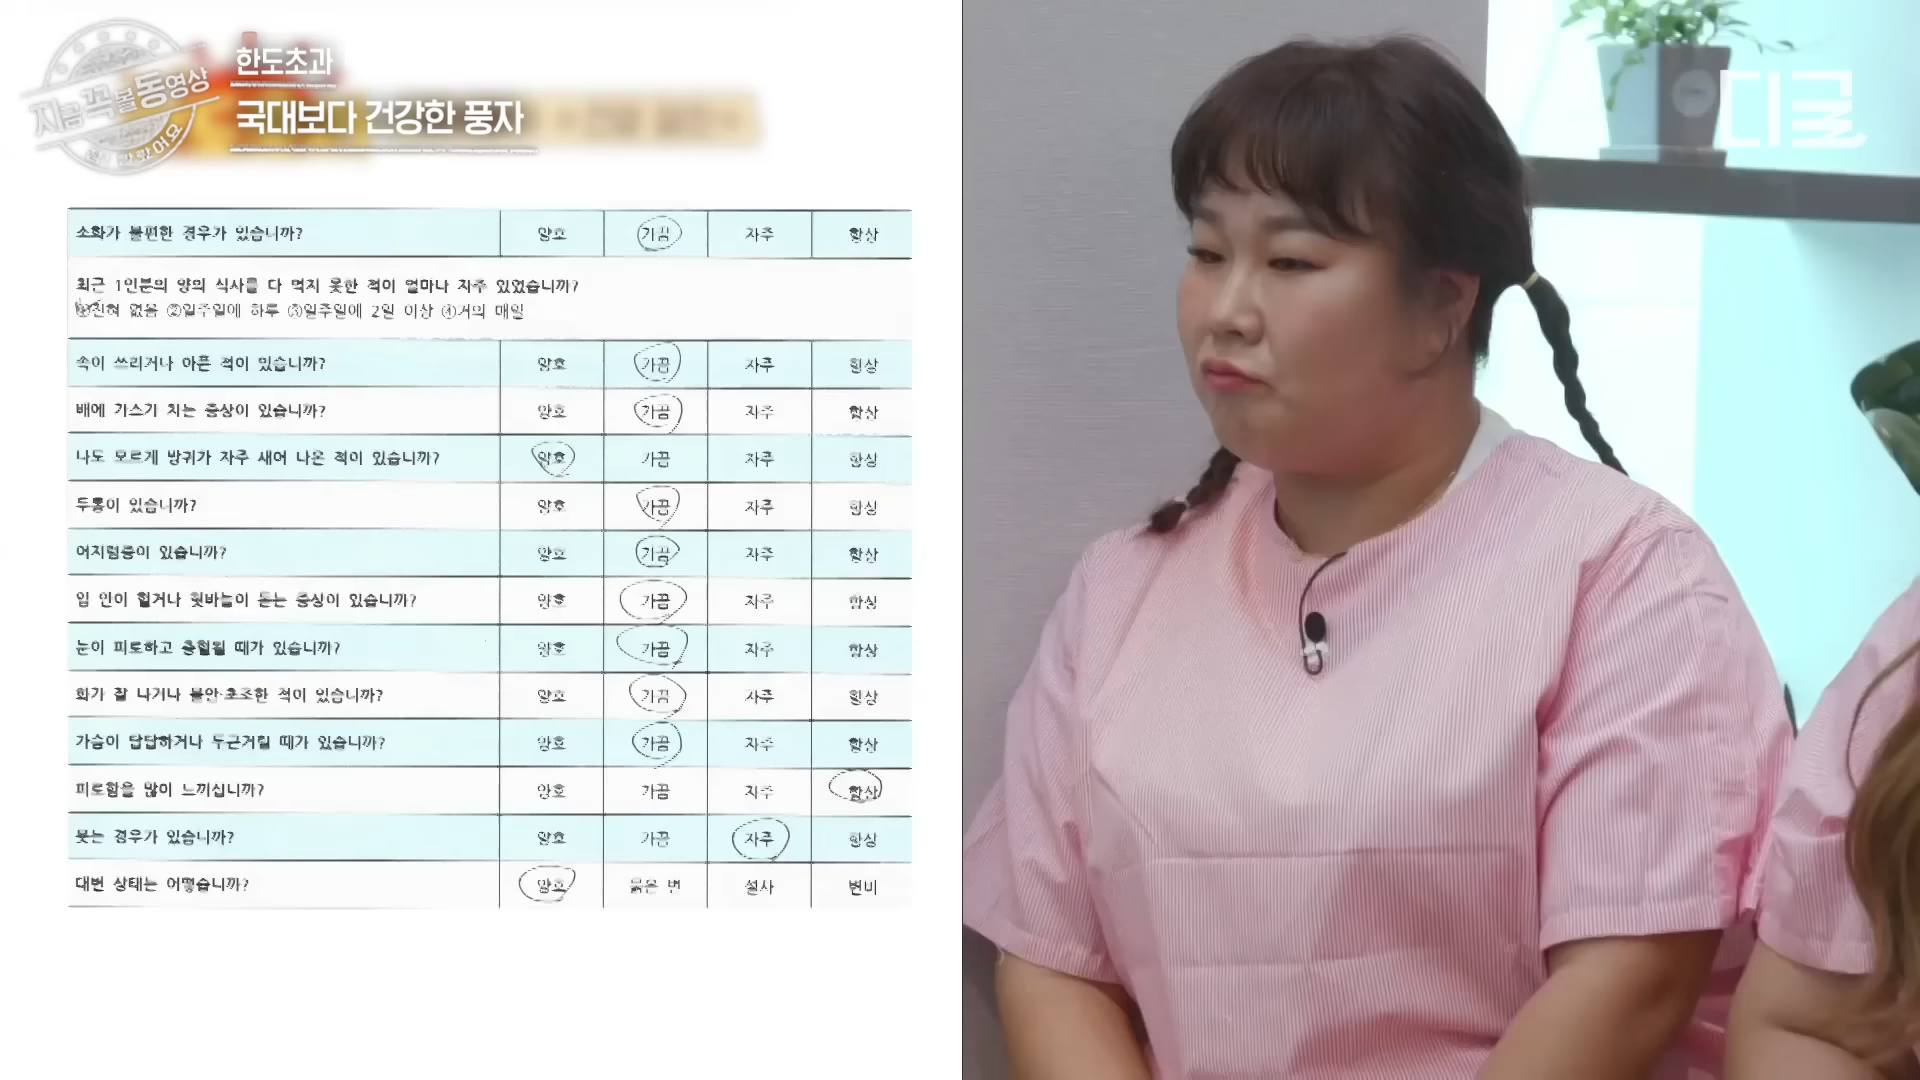 지금 꼭 볼 동영상
한도초과
국대보다 건강한 풍자
디글
소화가 불편한 경우가 있습니까? 양호 가끔 자주 항상
최근 1인분의 양의 식사를 다 먹지 못한 적이 얼마나 자주 있었습니까?
①전혀 없음 ②일주일에 하루 ③일주일에 2일 이상 ④거의 매일
속이 쓰리거나 아픈 적이 있습니까? 양호 가끔 자주 항상
배에 가스가 차는 증상이 있습니까? 양호 가끔 자주 항상
나도 모르게 방귀가 자주 새어 나온 적이 있습니까? 양호 가끔 자주 항상
두통이 있습니까? 양호 가끔 자주 항상
어지럼증이 있습니까? 양호 가끔 자주 항상
입 안이 헐거나 혓바늘이 돋는 증상이 있습니까? 양호 가끔 자주 항상
눈이 피로하고 충혈될 때가 있습니까? 양호 가끔 자주 항상
화가 잘 나거나 불안·초조한 적이 있습니까? 양호 가끔 자주 항상
가슴이 답답하거나 두근거릴 때가 있습니까? 양호 가끔 자주 항상
피로함을 많이 느끼십니까? 양호 가끔 자주 항상
붓는 경우가 있습니까? 양호 가끔 자주 항상
대변 상태는 어떻습니까? 양호 묽은 변 설사 변비